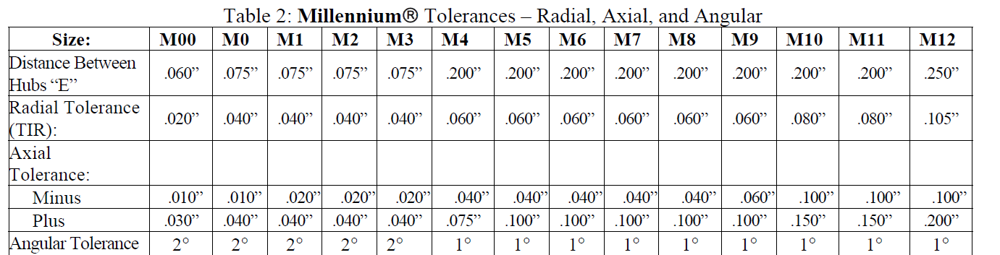 Table 2: Millennium® Tolerances – Radial, Axial, and Angular
Size: M00 M0 M1 M2 M3 M4 M5 M6 M7 M8 M9 M10 M11 M12
Distance Between
Hubs “E” .060” .075” .075” .075” .075” .200” .200” .200” .200” .200” .200” .200” .200” .250”
Radial Tolerance
(TIR): .020” .040” .040” .040” .040” .060” .060” .060” .060” .060” .060” .080” .080” .105”
Axial
Tolerance:
Minus .010” .010” .020” .020” .020” .040” .040” .040” .040” .040” .060” .100” .100” .100”
Plus .030” .040” .040” .040” .040” .075” .100” .100” .100” .100” .100” .150” .150” .200”
Angular Tolerance 2° 2° 2° 2° 2° 1° 1° 1° 1° 1° 1° 1° 1° 1°